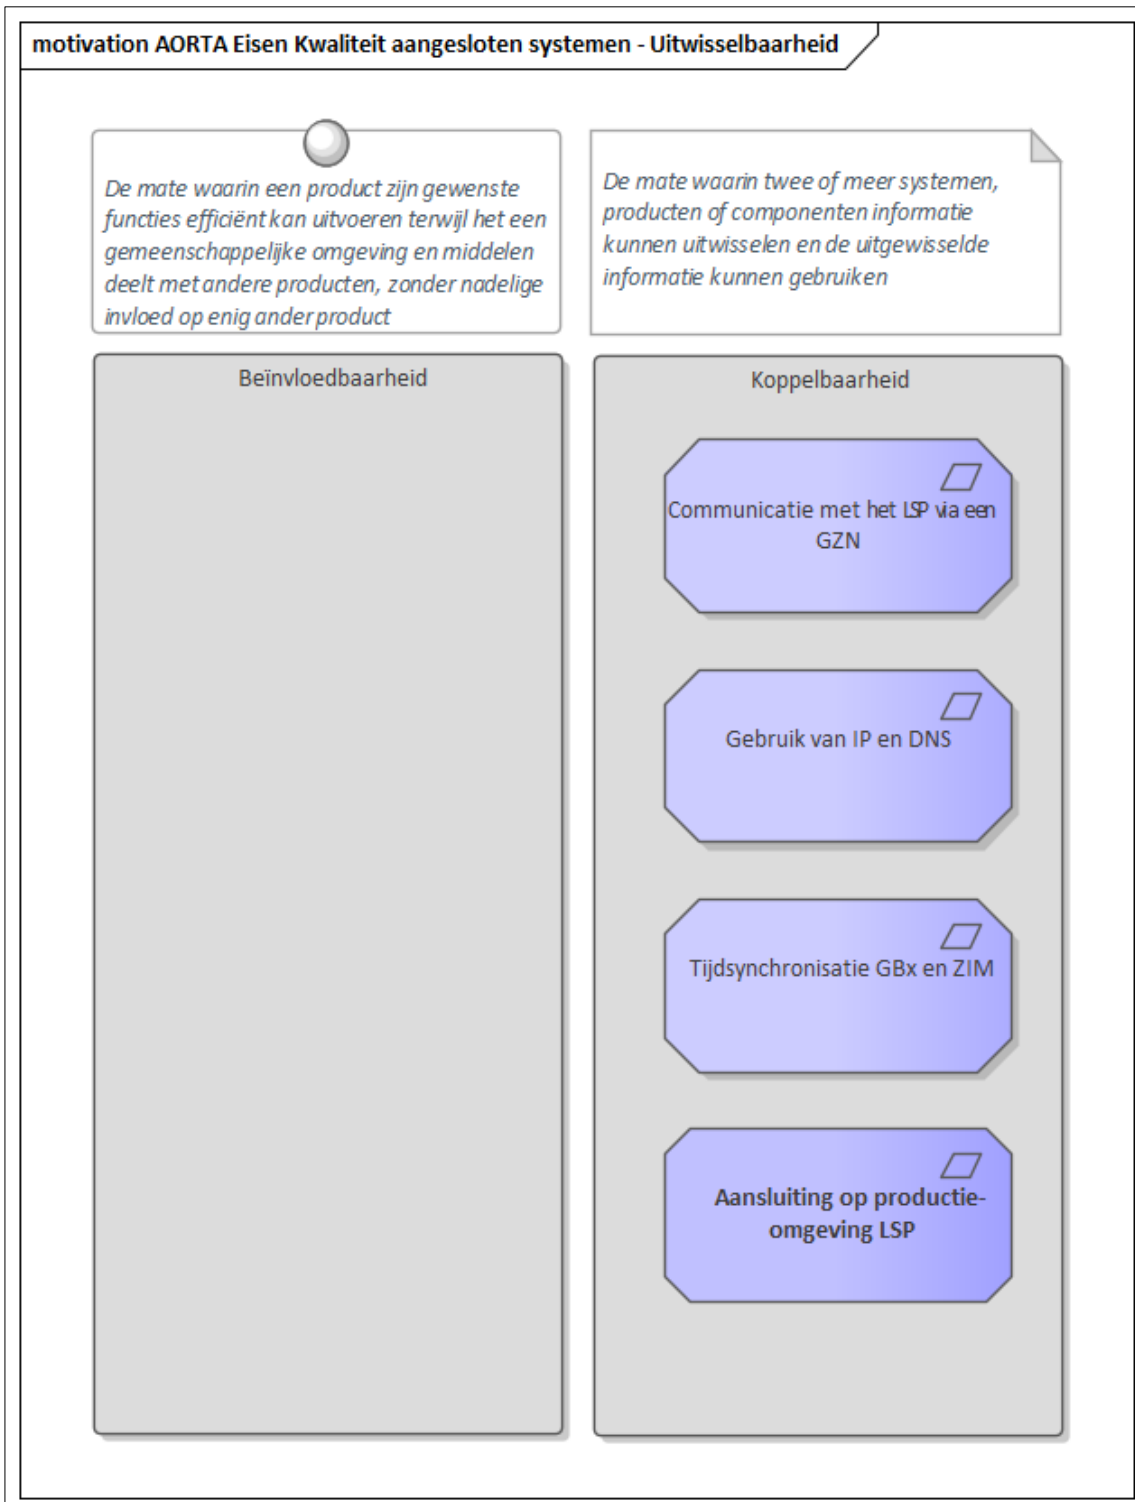 motivation AORTA Eisen Kwaliteit aangesloten systemen - Uitwisselbaarheid
De mate waarin een product zijn gewenste
functies efficiënt kan uitvoeren terwijl het een
gemeenschappelijke omgeving en middelen
deelt met andere producten, zonder nadelige
invloed op enig ander product
De mate waarin twee of meer systemen,
producten of componenten informatie
kunnen uitwisselen en de uitgewisselde
informatie kunnen gebruiken
Beïnvloedbaarheid
Koppelbaarheid
Communicatie met het LSP via een
GZN
Gebruik van IP en DNS
Tijdsynchronisatie GBx en ZIM
Aansluiting op productie-
omgeving LSP